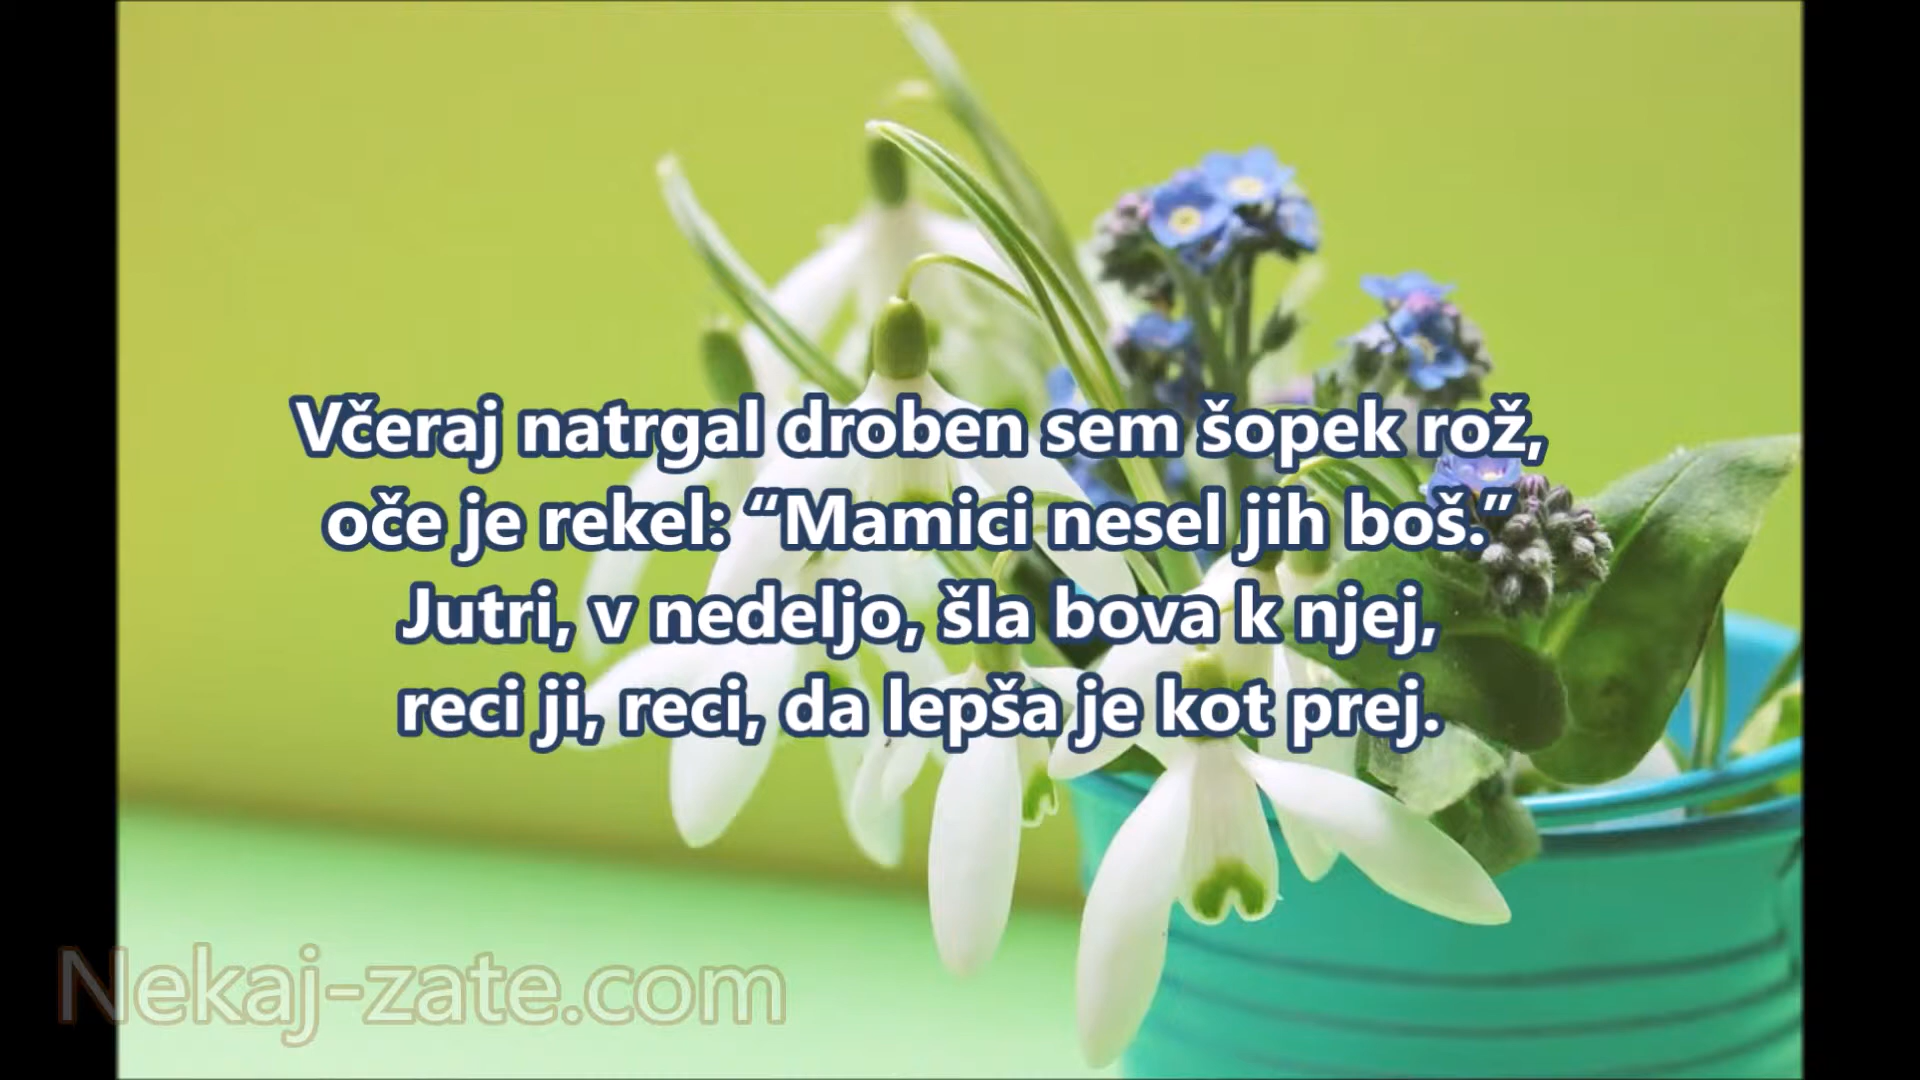 Včeraj natrgal droben sem šopek rož,
oče je rekel: “Mamici nesel jih boš.”
Jutri, v nedeljo, šla bova k njej,
reci ji, reci, da lepša je kot prej.
Nekaj-zate.com